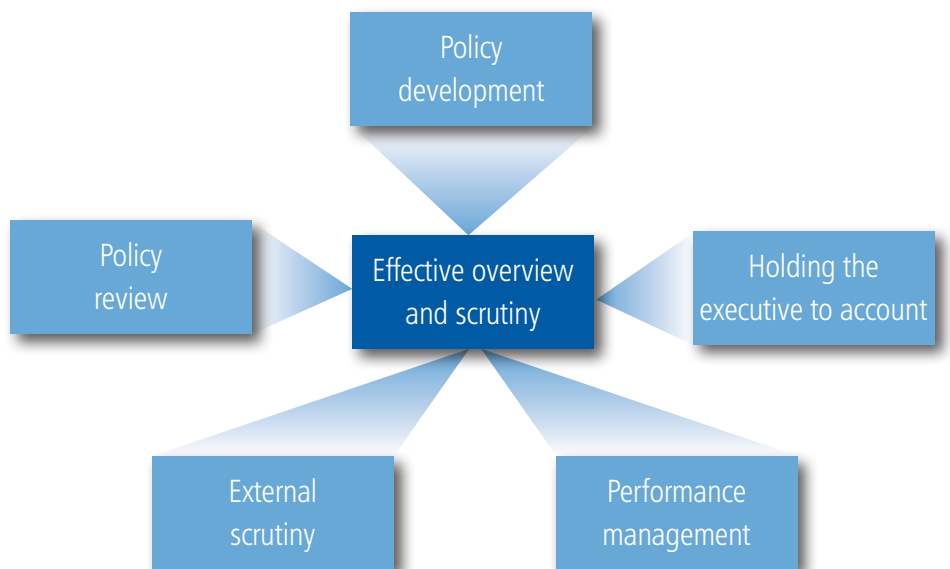 Policy
development
Policy
review
Effective overview
and scrutiny
Holding the
executive to account
External
scrutiny
Performance
management